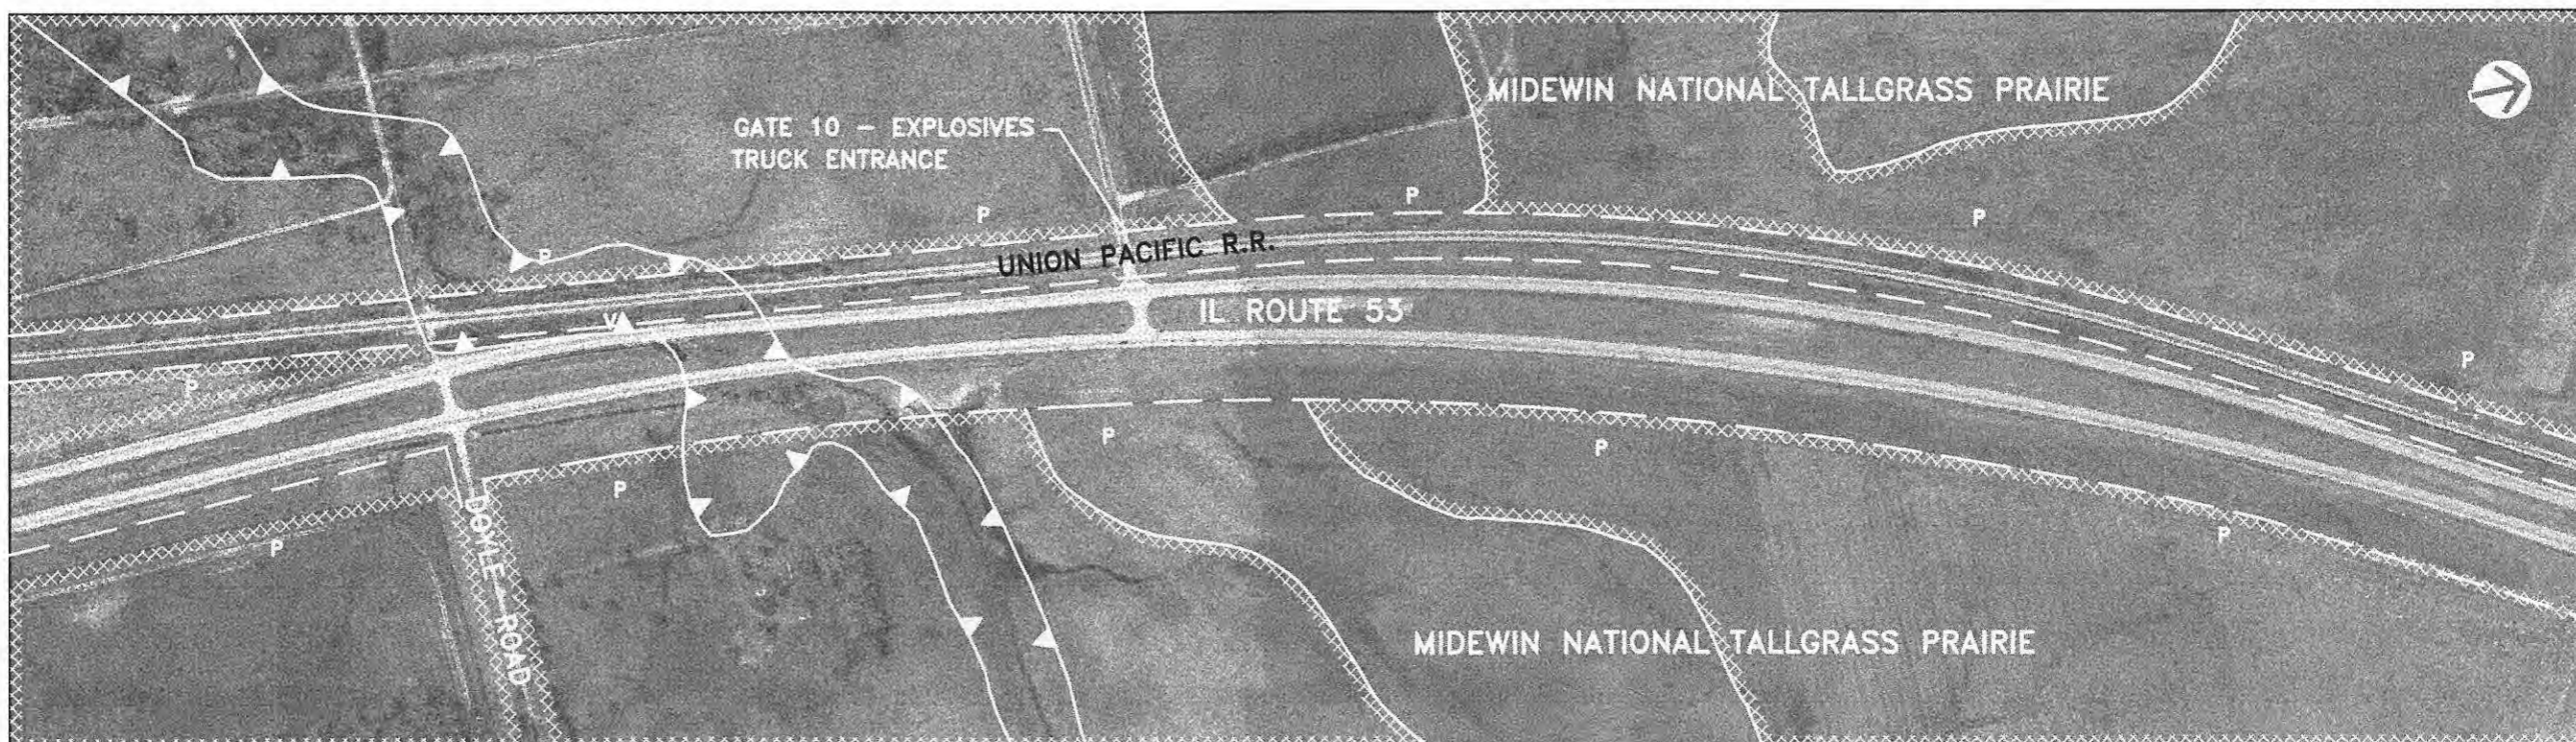 MIDEWIN NATIONAL TALLGRASS PRAIRIE
GATE 10 – EXPLOSIVES
TRUCK ENTRANCE
P
P
P
P
UNION PACIFIC R.R.
IL ROUTE 53
V
P
P
P
P
P
P
P
DOYLE ROAD
MIDEWIN NATIONAL TALLGRASS PRAIRIE